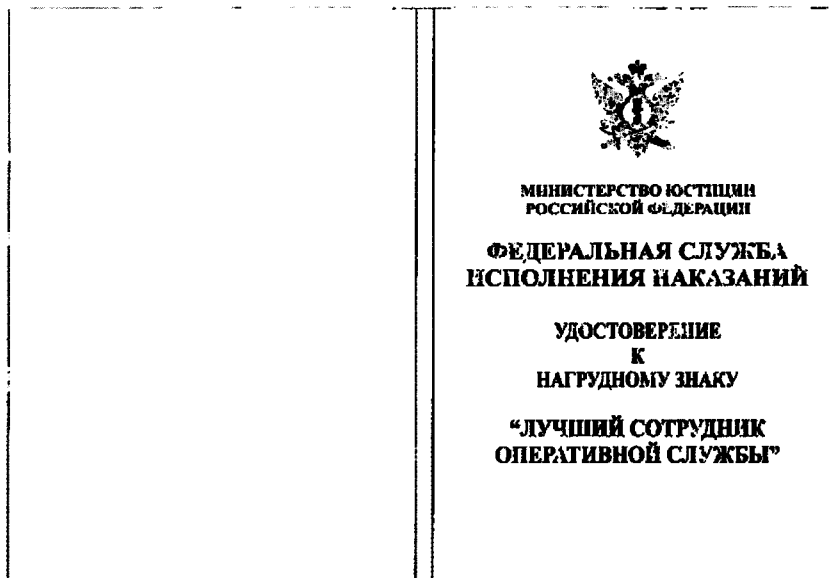 МИНИСТЕРСТВО ЮСТИЦИИ
РОССИЙСКОЙ ФЕДЕРАЦИИ
ФЕДЕРАЛЬНАЯ СЛУЖБА
ИСПОЛНЕНИЯ НАКАЗАНИЙ
УДОСТОВЕРЕНИЕ
К
НАГРУДНОМУ ЗНАКУ
“ЛУЧШИЙ СОТРУДНИК
ОПЕРАТИВНОЙ СЛУЖБЫ”